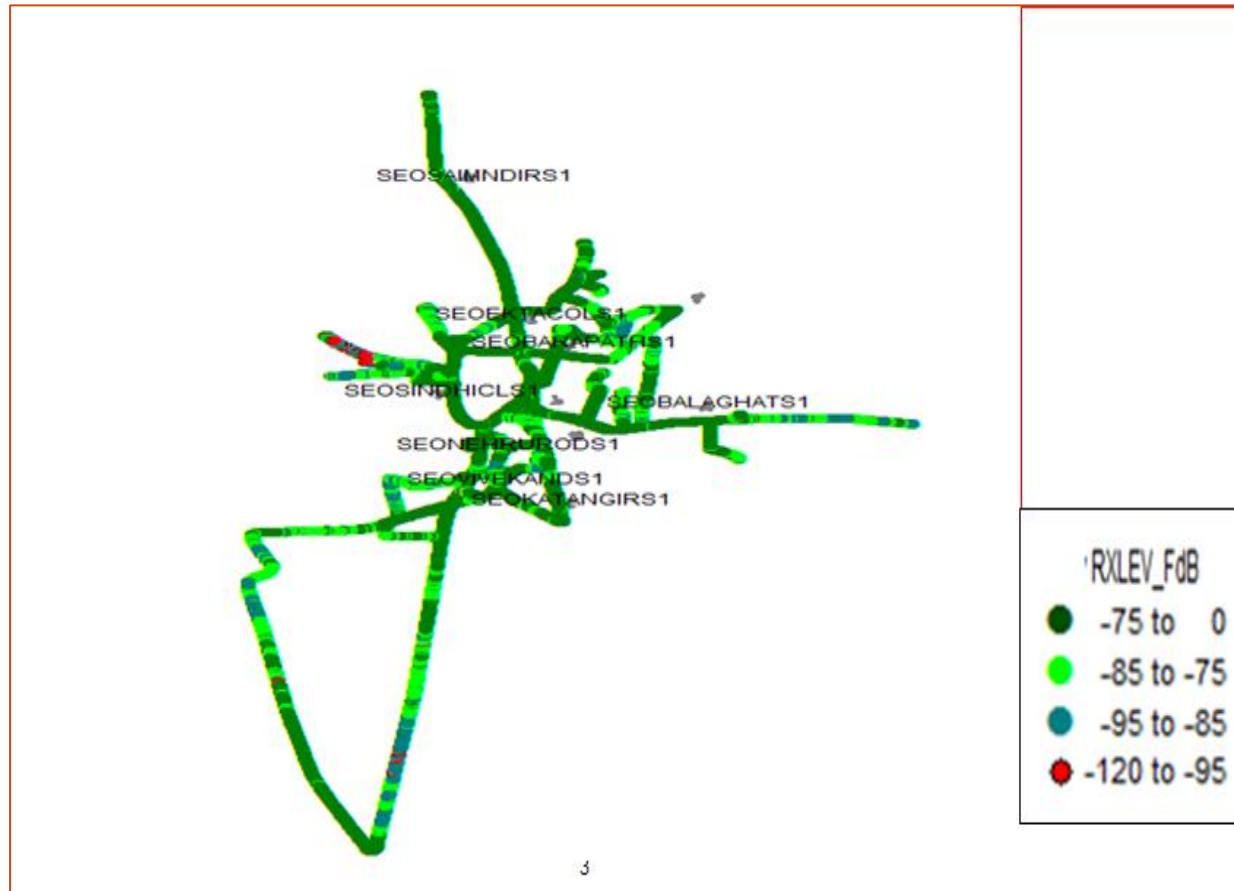 SEOSAIMNDIRS1
SEOEKTACOLS1
SEOBARAPATHS1
SEOSINDHICLS1
SEOBALAGHATS1
SEONEHRURODS1
SEOVIVEKANDS1
SEOKATANGIRS1
RXLEV_FdB
-75 to 0
-85 to -75
-95 to -85
-120 to -95